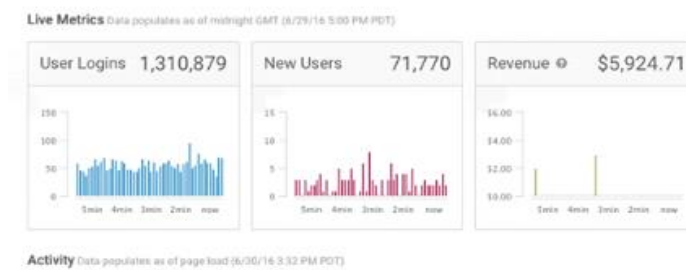 Live Metrics Data populates as of midnight GMT (6/29/16 5:00 PM PDT)
User Logins 1,310,879
150
100
50
0
5min 4min 3min 2min now
New Users 71,770
15
10
5
0
5min 4min 3min 2min now
Revenue $5,924.71
$6.00
$4.00
$2.00
$0.00
5min 4min 3min 2min now
Activity Data populates as of page load (6/30/16 3:32 PM PDT)